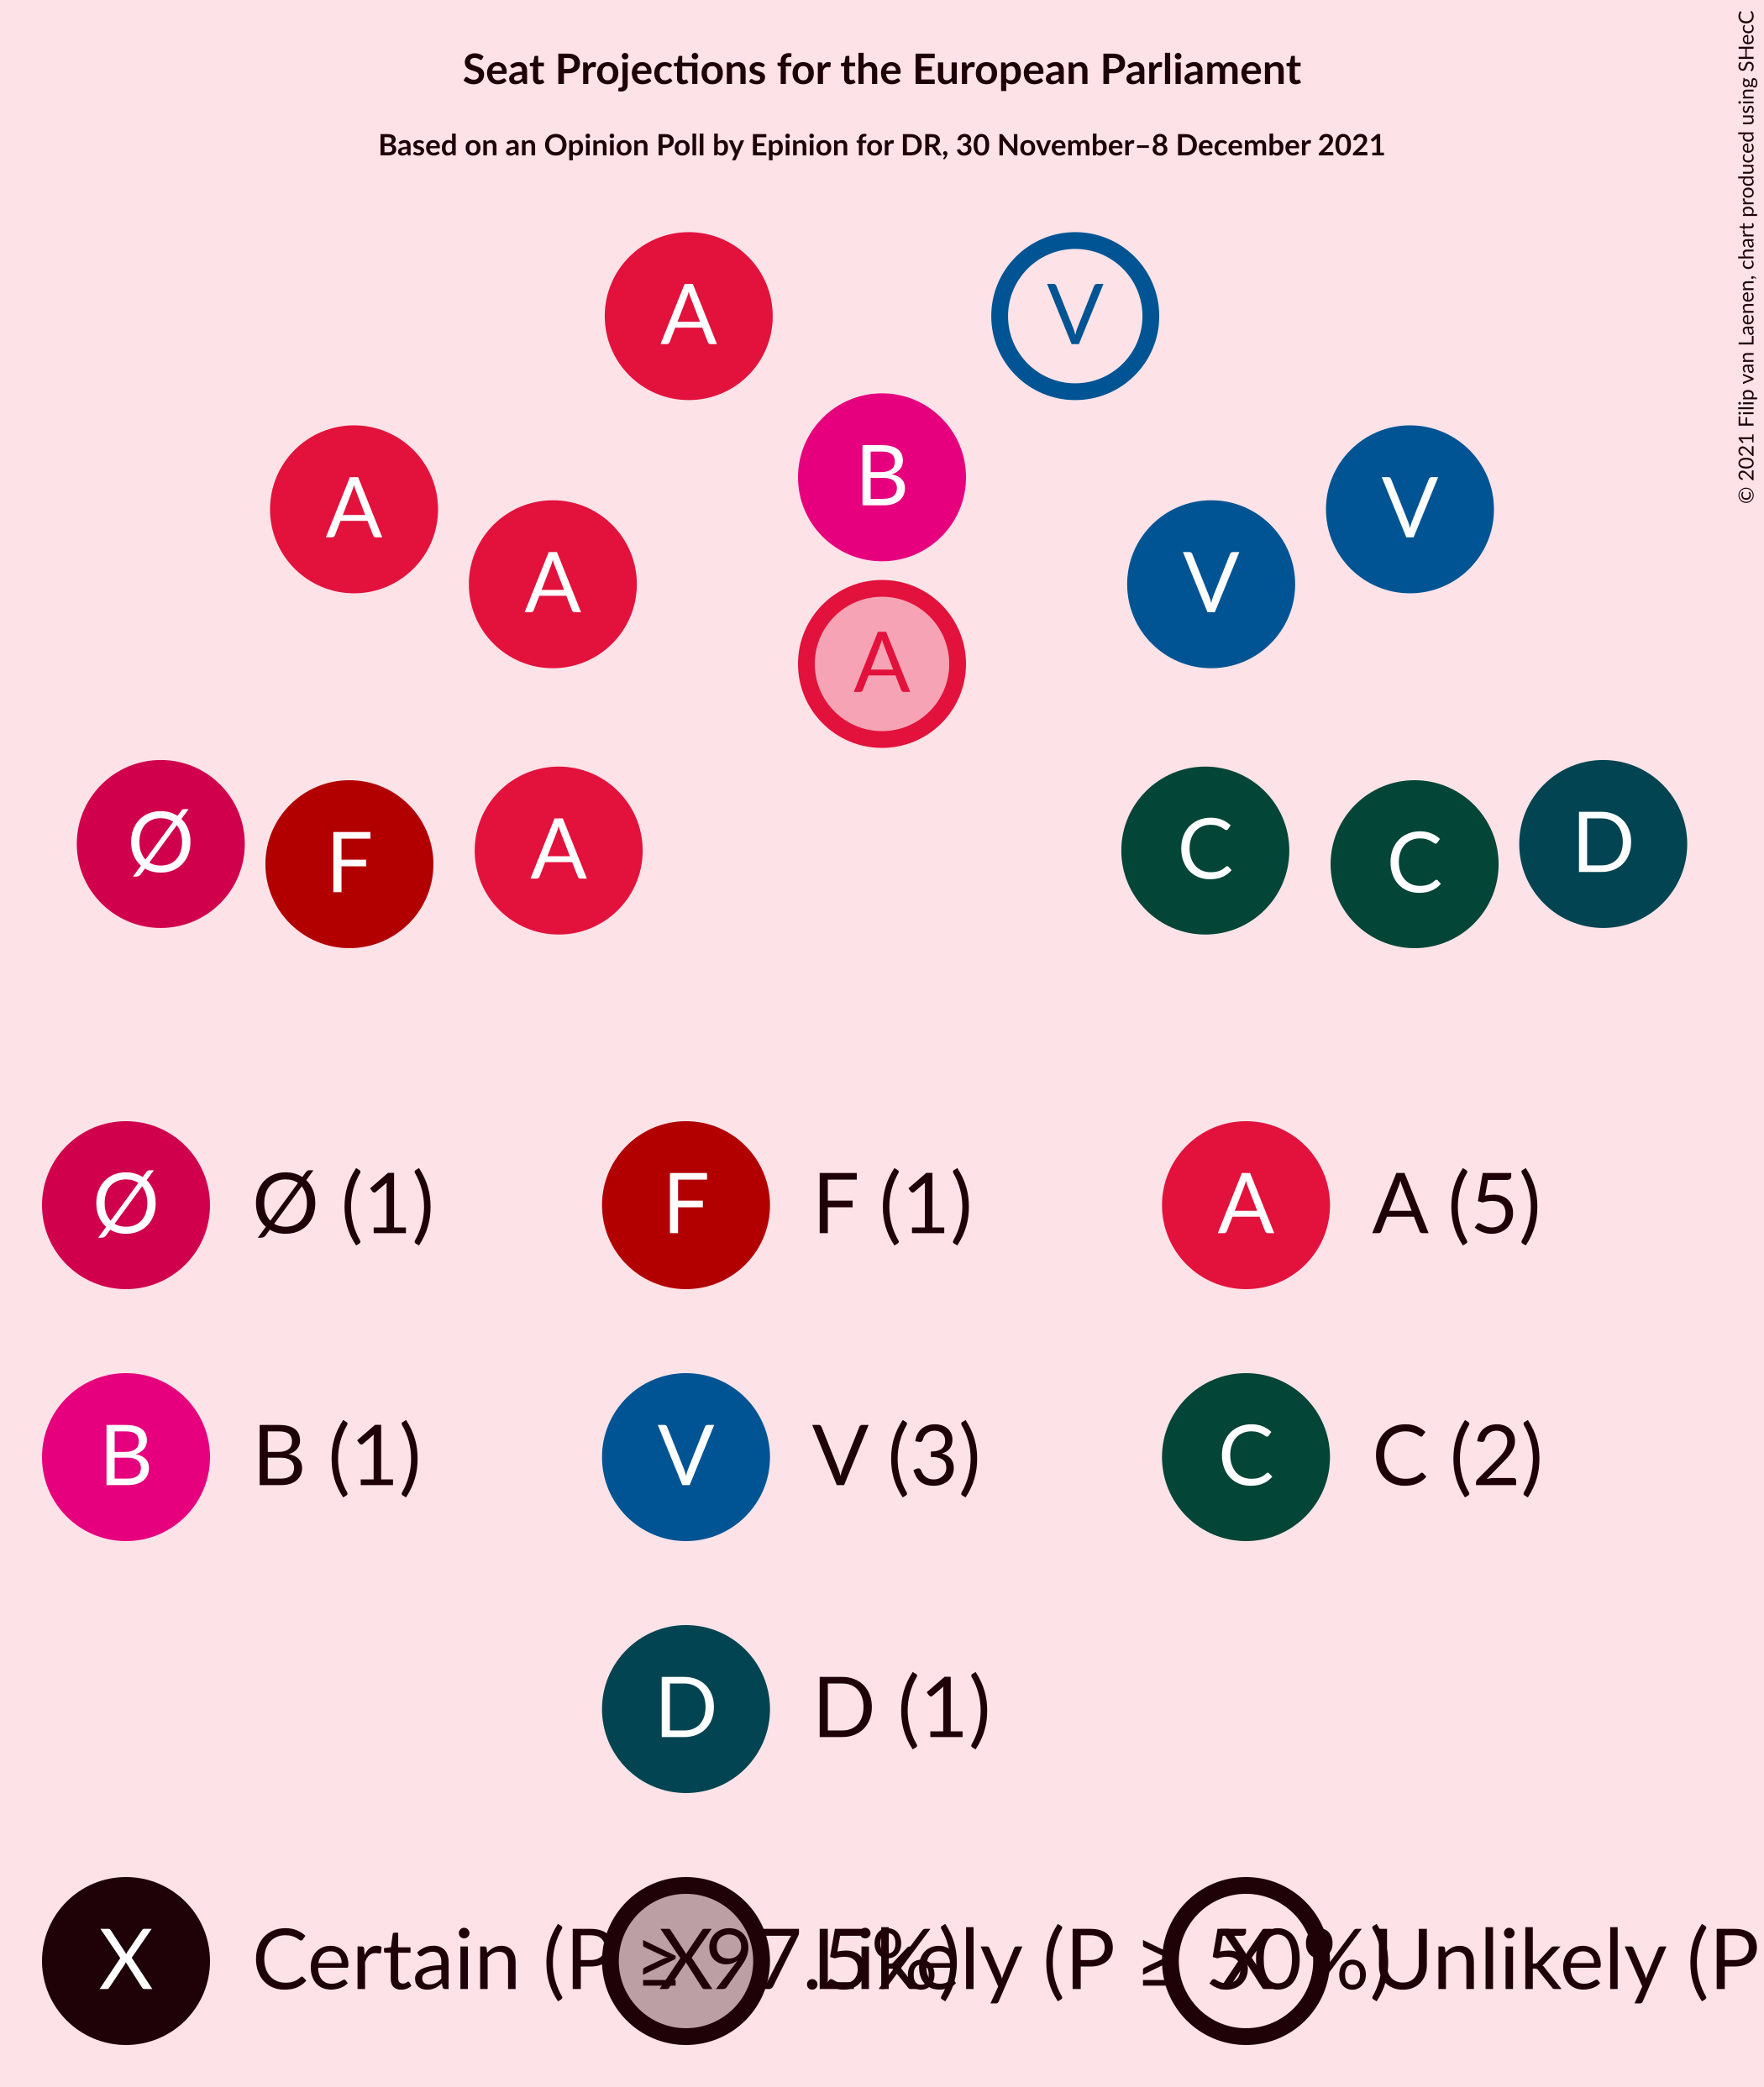 Seat Projections for the European Parliament
Based on an Opinion Poll by Epinion for DR, 30 November–8 December 2021
© 2021 Filip van Laenen, chart produced using SHecC
A V
B
A V
A V
A
Ø D
A C
F C
Ø Ø (1) F F (1) A A (5)
B B (1) V V (3) C C (2)
D D (1)
X Certain (P ≥ 97.5%) X Likely (P ≥ 50%) X Unlikely (P